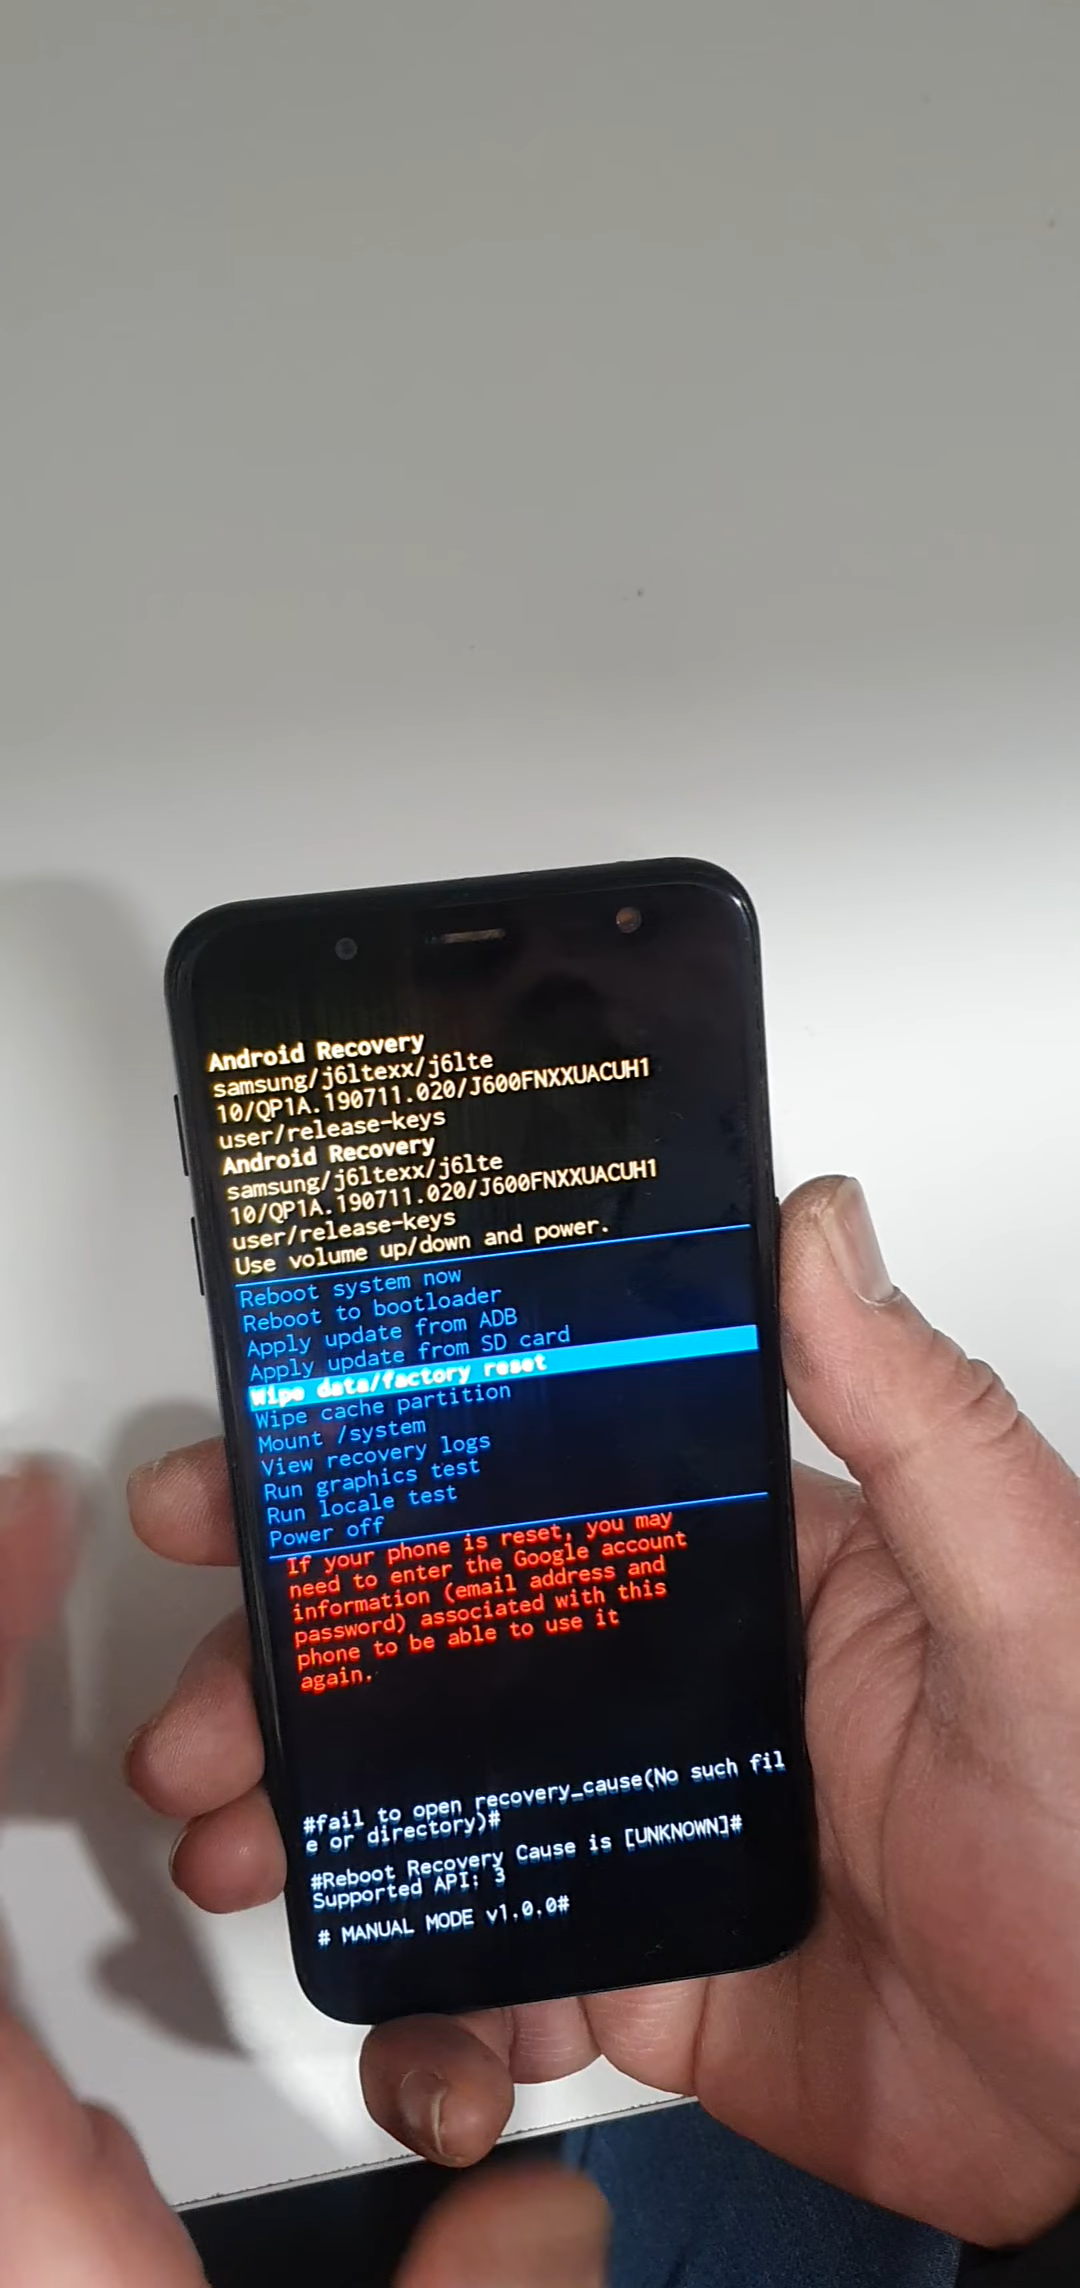 Android Recovery
samsung/j6ltexx/j6lte
10/QP1A.190711.020/J600FNXXUACUH1
user/release-keys
Android Recovery
samsung/j6ltexx/j6lte
10/QP1A.190711.020/J600FNXXUACUH1
user/release-keys
Use volume up/down and power.
Reboot system now
Reboot to bootloader
Apply update from ADB
Apply update from SD card
Wipe data/factory reset
Wipe cache partition
Mount /system
View recovery logs
Run graphics test
Run locale test
Power off
If your phone is reset, you may
need to enter the Google account
information (email address and
password) associated with this
phone to be able to use it
again.
#fail to open recovery_cause(No such fil
e or directory)#
#Reboot Recovery Cause is [UNKNOWN]#
Supported API: 3
# MANUAL MODE v1.0.0#